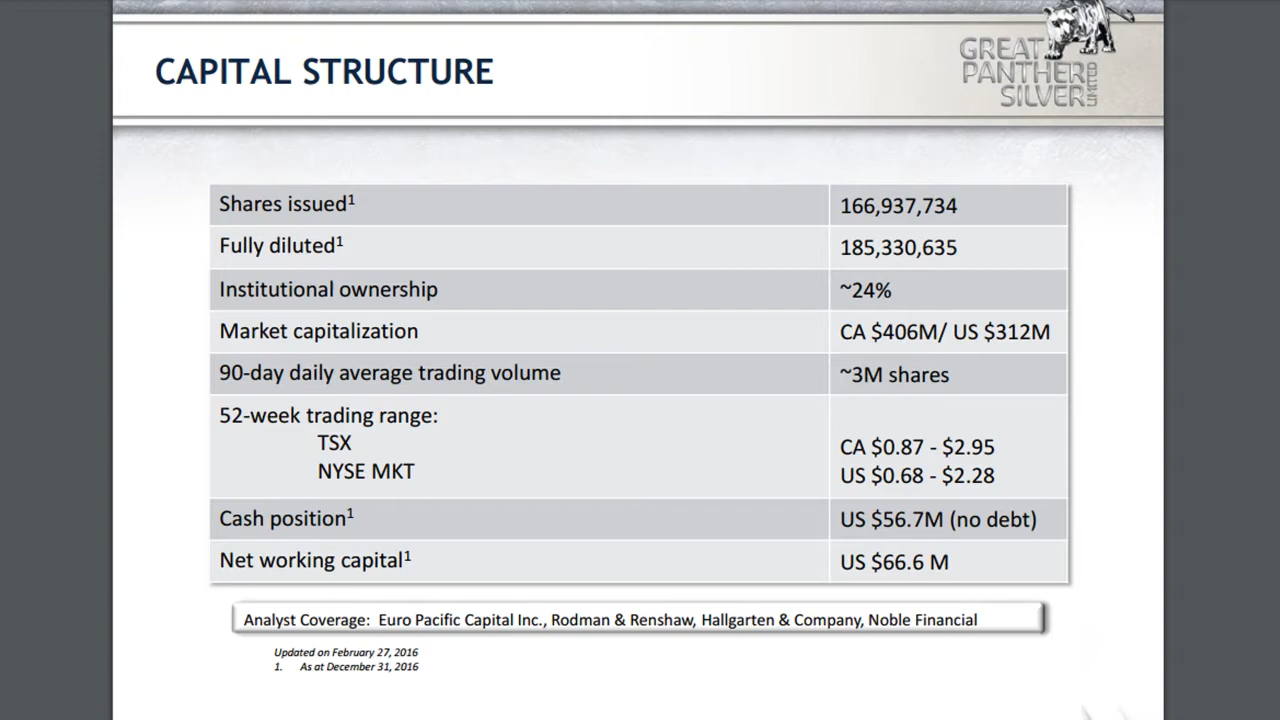 CAPITAL STRUCTURE
GREAT
PANTHER
SILVER
LIMITED
Shares issued1 166,937,734
Fully diluted1 185,330,635
Institutional ownership ~24%
Market capitalization CA $406M/ US $312M
90-day daily average trading volume ~3M shares
52-week trading range:
TSX CA $0.87 - $2.95
NYSE MKT US $0.68 - $2.28
Cash position1 US $56.7M (no debt)
Net working capital1 US $66.6 M
Analyst Coverage: Euro Pacific Capital Inc., Rodman & Renshaw, Hallgarten & Company, Noble Financial
Updated on February 27, 2016
1. As at December 31, 2016